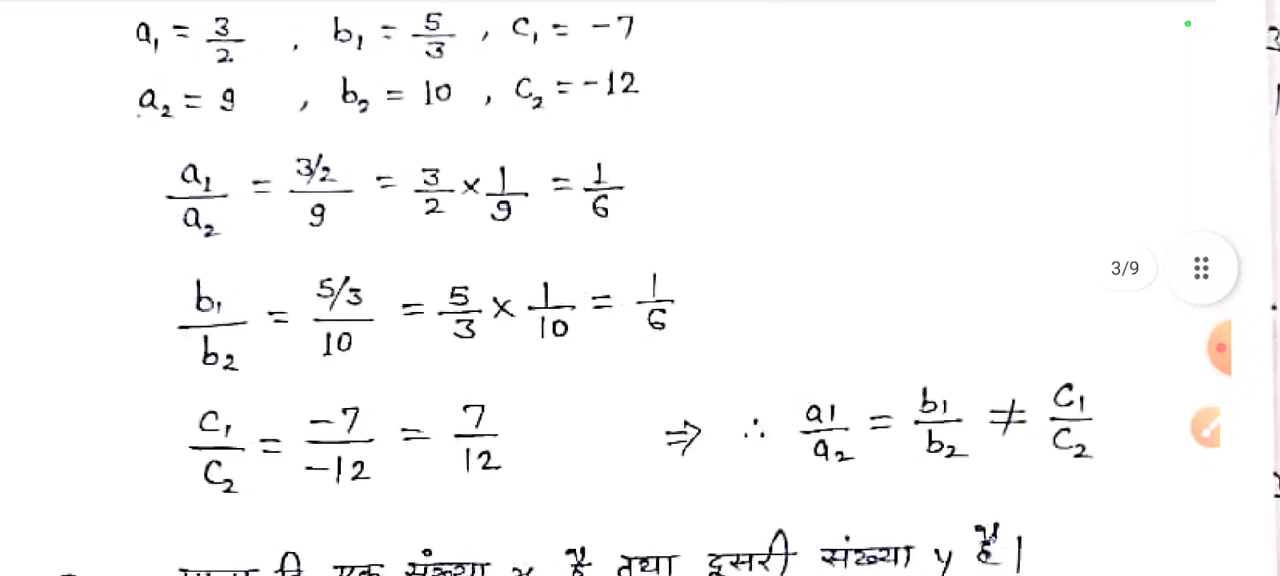 a₁ = 3/2 , b₁ = 5/3 , c₁ = -7
a₂ = 9 , b₂ = 10 , c₂ = -12
a₁/a₂ = (3/2)/9 = 3/2 × 1/9 = 1/6
3/9
b₁/b₂ = (5/3)/10 = 5/3 × 1/10 = 1/6
c₁/c₂ = -7/-12 = 7/12 ⇒ ∴ a₁/a₂ = b₁/b₂ ≠ c₁/c₂
एक संख्या x है तथा दूसरी संख्या y है।